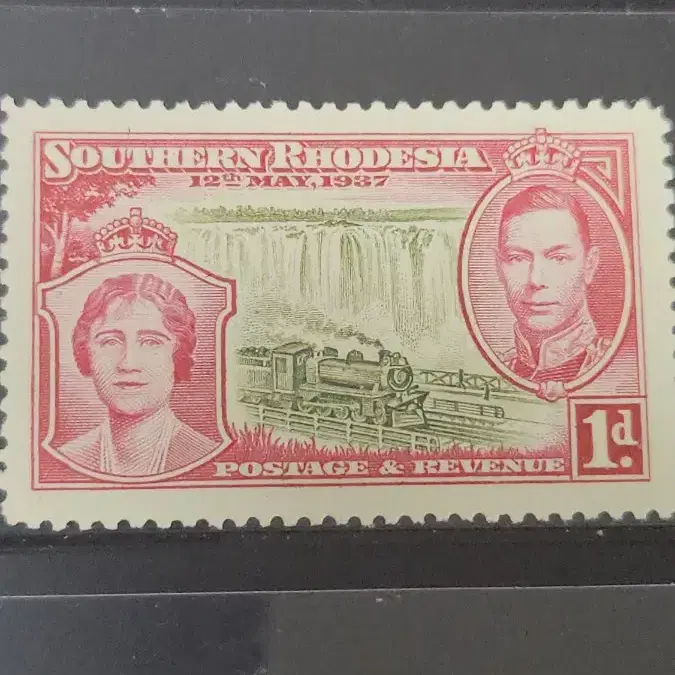 SOUTHERN RHODESIA
12th MAY, 1937
POSTAGE & REVENUE
1d.